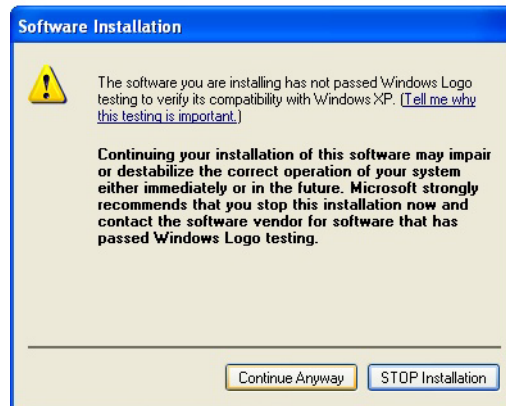 Software Installation
The software you are installing has not passed Windows Logo
testing to verify its compatibility with Windows XP. (Tell me why
this testing is important.)
Continuing your installation of this software may impair
or destabilize the correct operation of your system
either immediately or in the future. Microsoft strongly
recommends that you stop this installation now and
contact the software vendor for software that has
passed Windows Logo testing.
Continue Anyway
STOP Installation